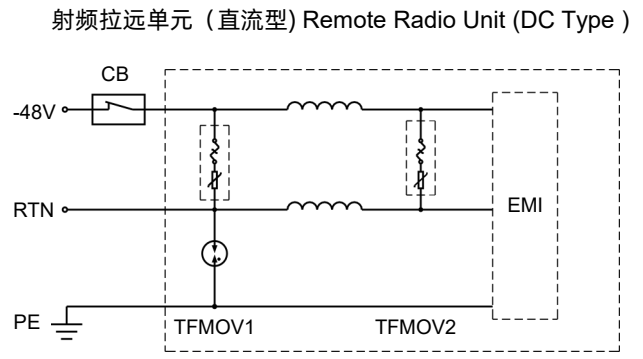 射频拉远单元（直流型) Remote Radio Unit (DC Type )
CB
-48V
RTN
EMI
PE
TFMOV1
TFMOV2